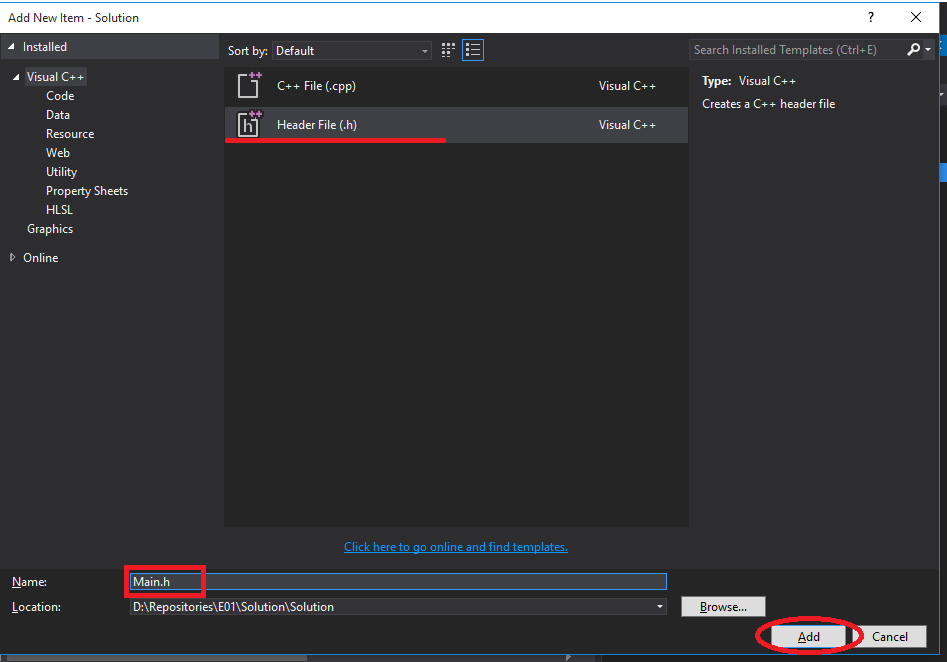 Add New Item - Solution
?
Installed
Sort by: Default
Search Installed Templates (Ctrl+E)
Visual C++
Code
Data
Resource
Web
Utility
Property Sheets
HLSL
Graphics
Online
C++ File (.cpp) Visual C++
Header File (.h) Visual C++
Type: Visual C++
Creates a C++ header file
Click here to go online and find templates.
Name: Main.h
Location: D:\Repositories\E01\Solution\Solution
Browse...
Add
Cancel